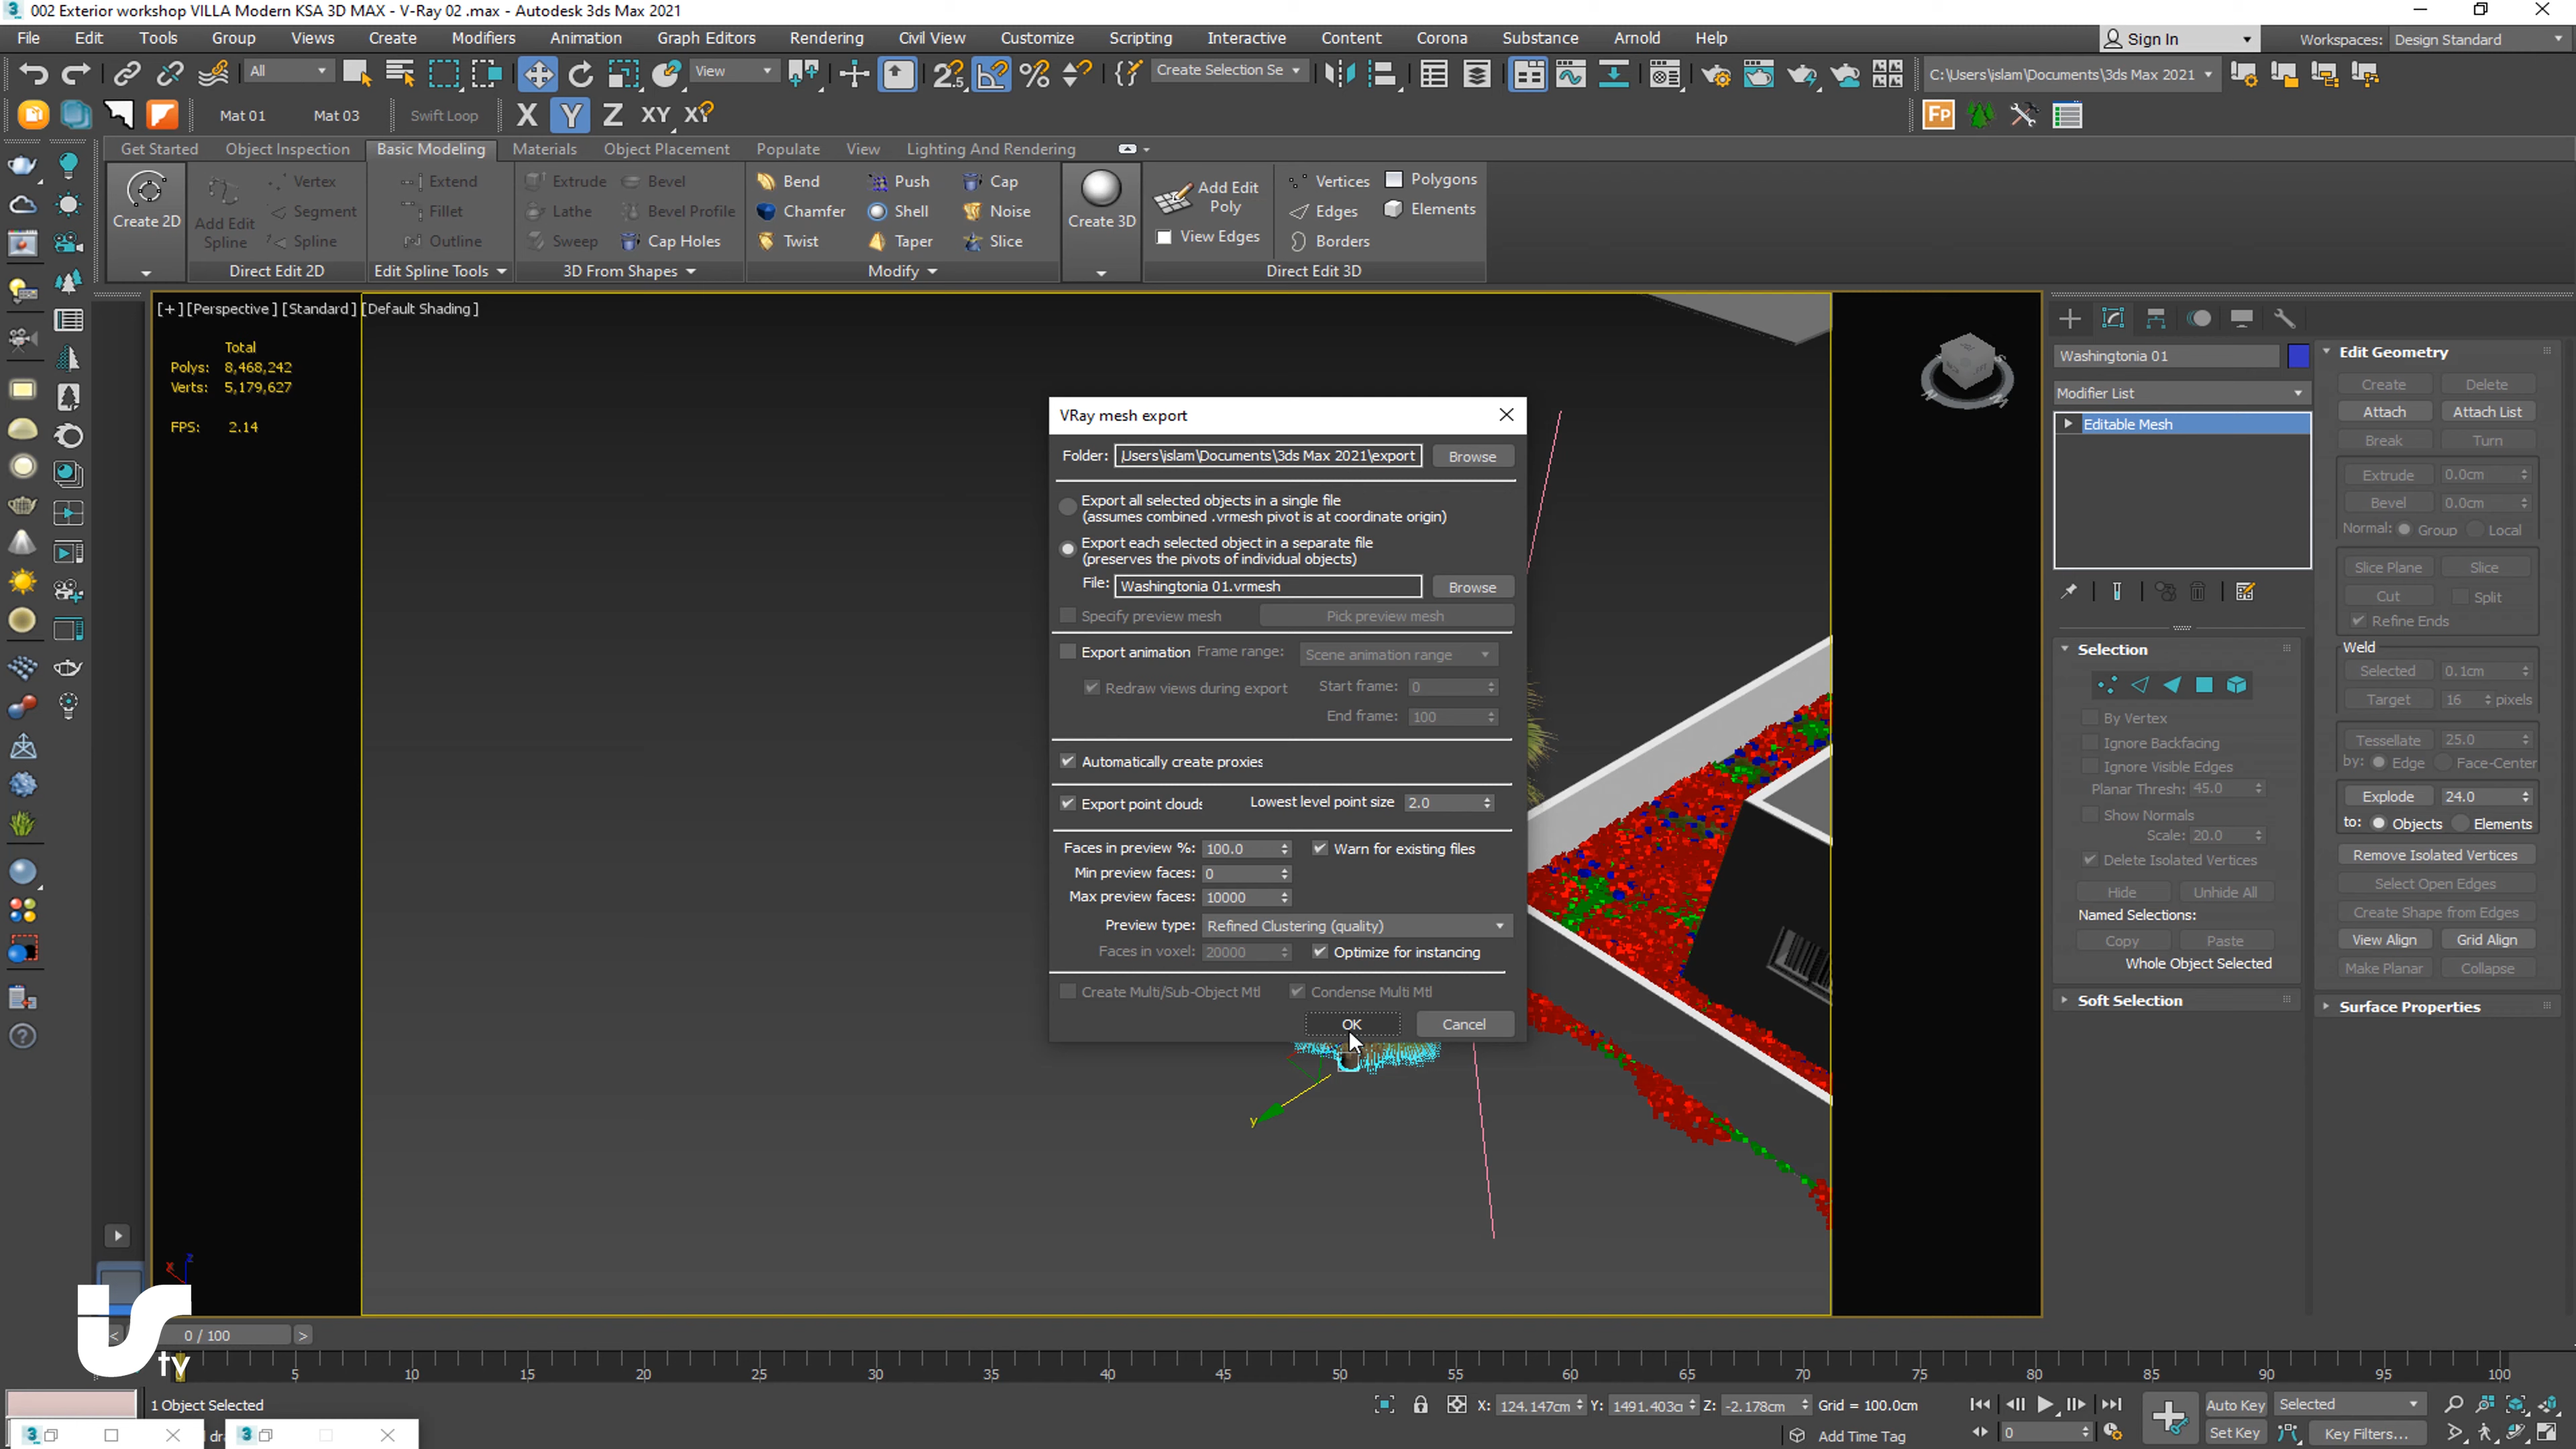 002 Exterior workshop VILLA Modern KSA 3D MAX - V-Ray 02 .max - Autodesk 3ds Max 2021
File Edit Tools Group Views Create Modifiers Animation Graph Editors Rendering Civil View Customize Scripting Interactive Content Corona Substance Arnold Help
Sign In Workspaces: Design Standard
All View Create Selection Se C:\Users\islam\Documents\3ds Max 2021
Mat 01 Mat 03 Swift Loop X Y Z XY XY Fp
Get Started Object Inspection Basic Modeling Materials Object Placement Populate View Lighting And Rendering
Create 2D
Add Edit Spline
Vertex
Segment
Spline
Direct Edit 2D
Extend
Fillet
Outline
Edit Spline Tools
Extrude Bevel
Lathe Bevel Profile
Sweep Cap Holes
3D From Shapes
Bend Push Cap
Chamfer Shell Noise
Twist Taper Slice
Modify
Create 3D
Add Edit Poly
View Edges
Vertices Polygons
Edges Elements
Borders
Direct Edit 3D
[+] [Perspective ] [Standard ] [Default Shading ]
Total
Polys: 8,468,242
Verts: 5,179,627
FPS: 2.14
VRay mesh export
Folder: Users\islam\Documents\3ds Max 2021\export Browse
Export all selected objects in a single file
(assumes combined .vrmesh pivot is at coordinate origin)
Export each selected object in a separate file
(preserves the pivots of individual objects)
File: Washingtonia 01.vrmesh Browse
Specify preview mesh Pick preview mesh
Export animation Frame range: Scene animation range
Redraw views during export Start frame: 0
End frame: 100
Automatically create proxies
Export point clouds Lowest level point size 2.0
Faces in preview %: 100.0 Warn for existing files
Min preview faces: 0
Max preview faces: 10000
Preview type: Refined Clustering (quality)
Faces in voxel: 20000 Optimize for instancing
Create Multi/Sub-Object Mtl Condense Multi Mtl
OK Cancel
y
Washingtonia 01
Modifier List
Editable Mesh
Selection
By Vertex
Ignore Backfacing
Ignore Visible Edges
Planar Thresh: 45.0
Show Normals
Scale: 20.0
Delete Isolated Vertices
Hide Unhide All
Named Selections:
Copy Paste
Whole Object Selected
Soft Selection
Edit Geometry
Create Delete
Attach Attach List
Break Turn
Extrude 0.0cm
Bevel 0.0cm
Normal: Group Local
Slice Plane Slice
Cut Split
Refine Ends
Weld
Selected 0.1cm
Target 16 pixels
Tessellate 25.0
by: Edge Face-Center
Explode 24.0
to: Objects Elements
Remove Isolated Vertices
Select Open Edges
Create Shape from Edges
View Align Grid Align
Make Planar Collapse
Surface Properties
x z
tv
< 0 / 100 >
5 10 15 20 25 30 35 40 45 50 55 60 65 70 75 80 85 90 95 100
1 Object Selected
X: 124.147cm Y: 1491.403c Z: -2.178cm Grid = 100.0cm
Auto Key Selected
Add Time Tag
0
Set Key Key Filters...